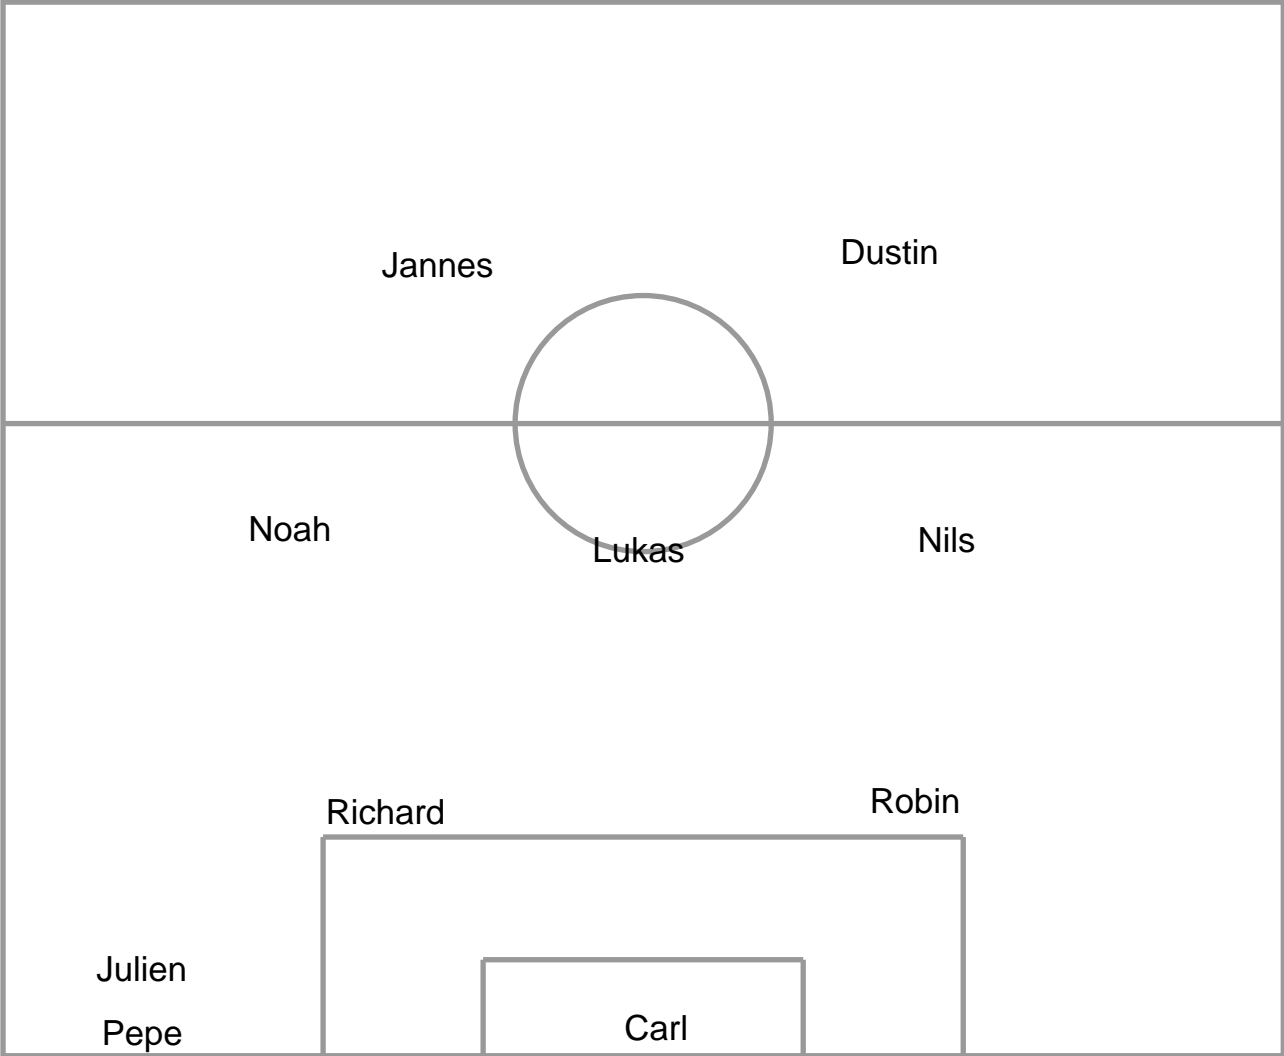 Jannes
Dustin
Noah
Lukas
Nils
Richard
Robin
Julien
Pepe
Carl